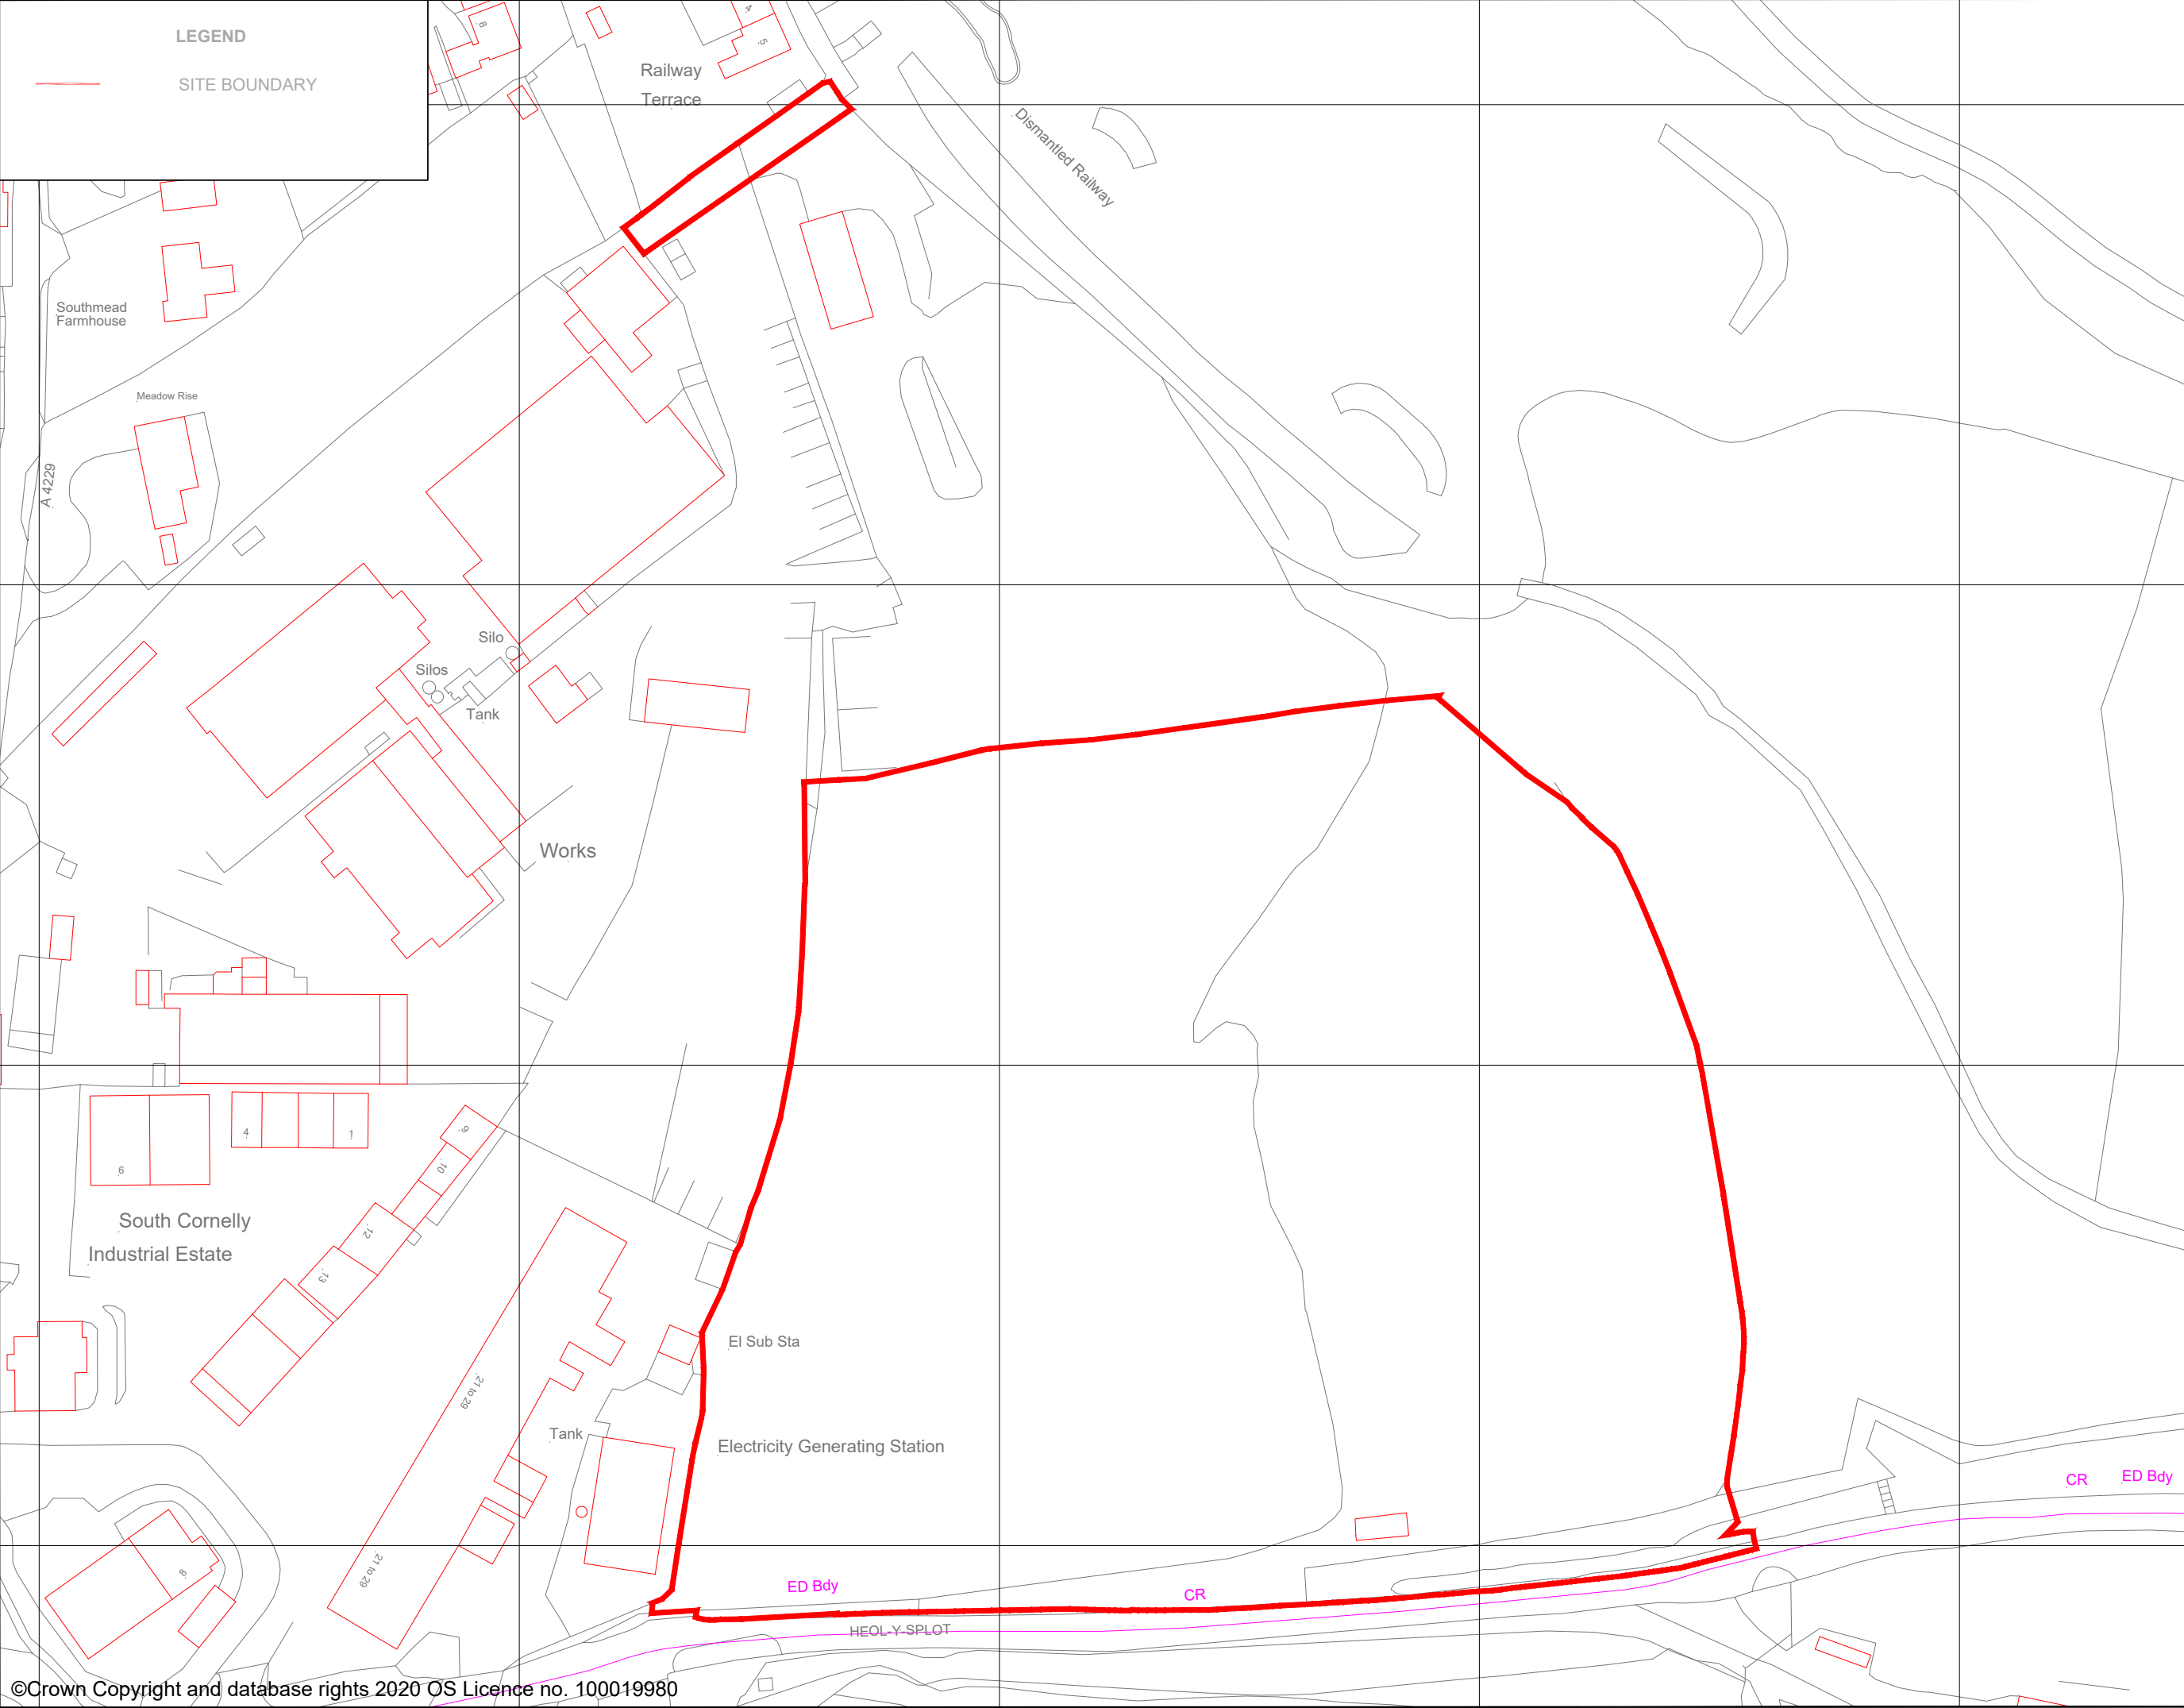 LEGEND
SITE BOUNDARY
8
4
5
Railway
Terrace
Dismantled Railway
Southmead
Farmhouse
Meadow Rise
A 4229
Silo
Silos
Tank
Works
4
1
6
9
10
12
13
South Cornelly
Industrial Estate
El Sub Sta
21 to 29
Tank
Electricity Generating Station
21 to 29
8
CR
ED Bdy
ED Bdy
CR
HEOL-Y-SPLOT
©Crown Copyright and database rights 2020 OS Licence no. 100019980